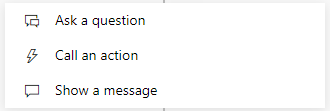 Ask a question
Call an action
Show a message